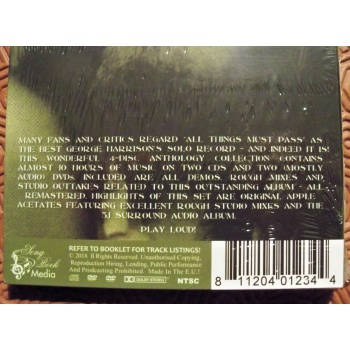 MANY FANS AND CRITICS REGARD "ALL THINGS MUST PASS" AS
THE BEST GEORGE HARRISON'S SOLO RECORD - AND INDEED IT IS!
THIS WONDERFUL 4-DISC ANTHOLOGY COLLECTION CONTAINS
ALMOST 10 HOURS OF MUSIC ON TWO CDS AND TWO (MOSTLY
AUDIO) DVDS. INCLUDED ARE ALL DEMOS, ROUGH MIXES AND
STUDIO OUTTAKES RELATED TO THIS OUTSTANDING ALBUM - ALL
REMASTERED. HIGHLIGHTS OF THIS SET ARE ORIGINAL APPLE
ACETATES FEATURING EXCELLENT ROUGH STUDIO MIXES AND THE
5.1 SURROUND AUDIO ALBUM.
PLAY LOUD!
Song
Book
Media
REFER TO BOOKLET FOR TRACK LISTINGS!
© 2018 All Rights Reserved. Unauthorised Copying,
Reproduction Hiring, Lending, Public Performance
And Broadcasting Prohibited. Made In The E.U.!
DOLBY DIGITAL
NTSC
8 11204 01234 4